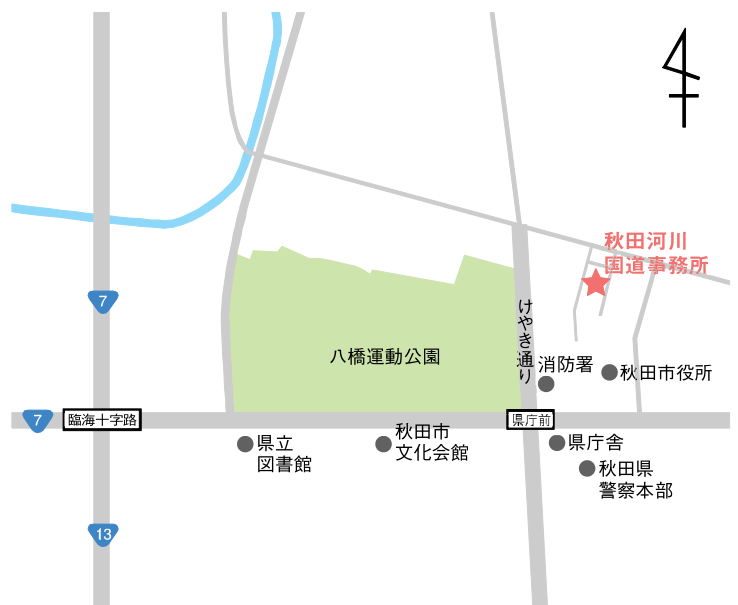 秋田河川
国道事務所
7
けやき通り
八橋運動公園
消防署
秋田市役所
7
臨海十字路
県庁前
県立
図書館
秋田市
文化会館
県庁舎
秋田県
警察本部
13